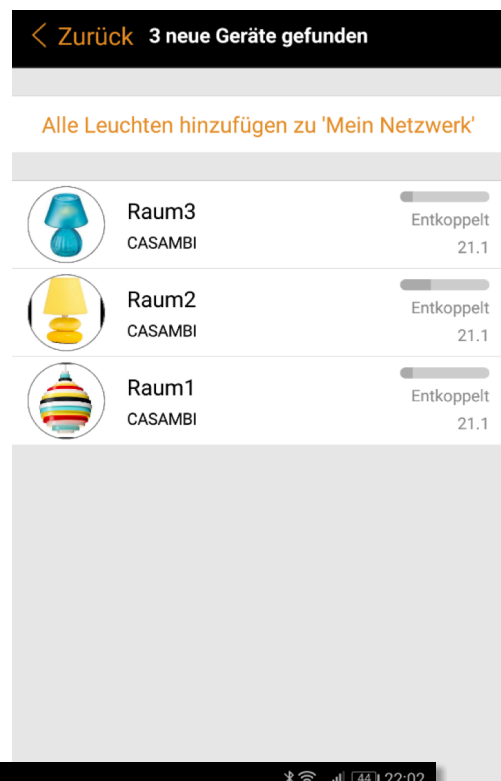 < Zurück 3 neue Geräte gefunden
Alle Leuchten hinzufügen zu 'Mein Netzwerk'
Raum3
Entkoppelt
CASAMBI
21.1
Raum2
Entkoppelt
CASAMBI
21.1
Raum1
Entkoppelt
CASAMBI
21.1
44 22:02